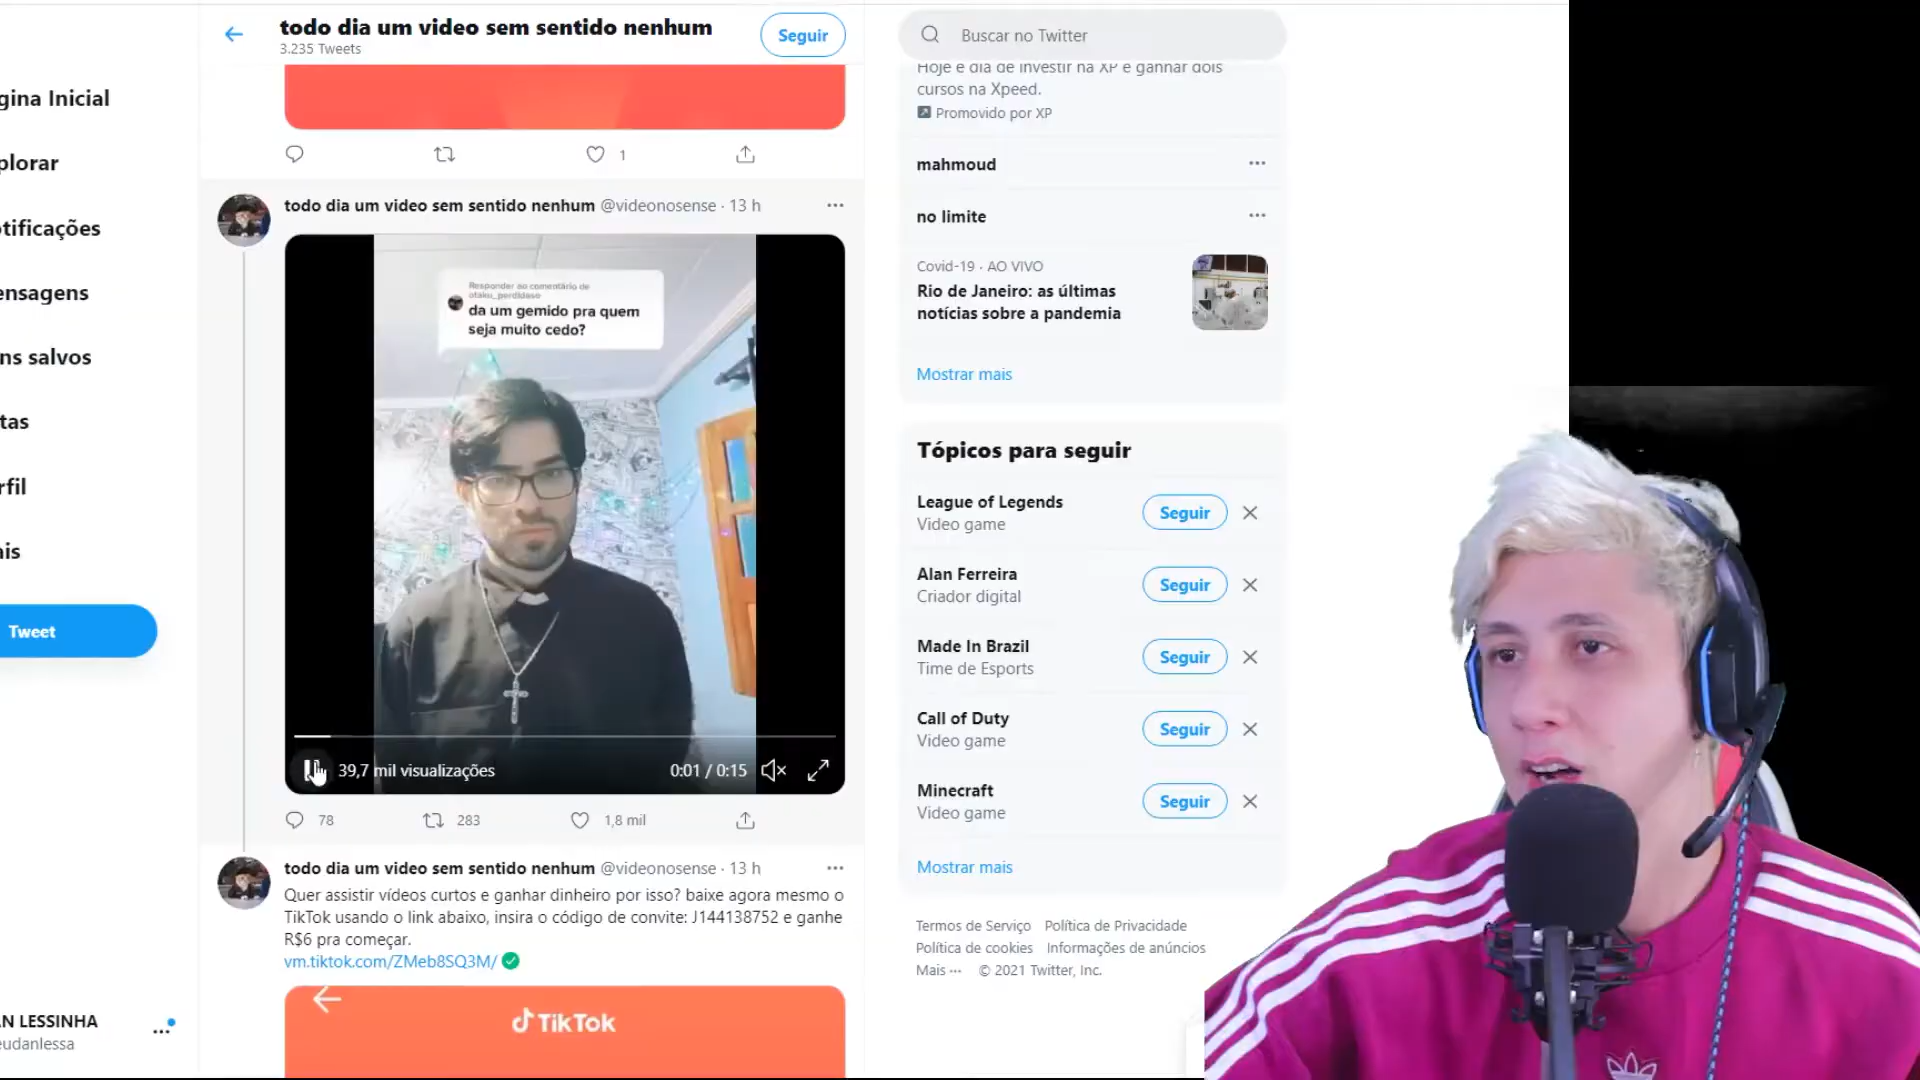 todo dia um video sem sentido nenhum
3.235 Tweets
Seguir
Buscar no Twitter
gina Inicial
plorar
otificações
ensagens
ns salvos
tas
rfil
is
Tweet
N LESSINHA
eudanlessa
1
todo dia um video sem sentido nenhum @videonosense · 13 h
Responder ao comentário de
otaku_perdidaso
da um gemido pra quem
seja muito cedo?
39,7 mil visualizações
0:01 / 0:15
78
283
1,8 mil
todo dia um video sem sentido nenhum @videonosense · 13 h
Quer assistir vídeos curtos e ganhar dinheiro por isso? baixe agora mesmo o
TikTok usando o link abaixo, insira o código de convite: J144138752 e ganhe
R$6 pra começar.
vm.tiktok.com/ZMeb8SQ3M/
TikTok
Hoje é dia de investir na XP e ganhar dois
cursos na Xpeed.
Promovido por XP
mahmoud
no limite
Covid-19 · AO VIVO
Rio de Janeiro: as últimas
notícias sobre a pandemia
Mostrar mais
Tópicos para seguir
League of Legends
Video game
Seguir
Alan Ferreira
Criador digital
Seguir
Made In Brazil
Time de Esports
Seguir
Call of Duty
Video game
Seguir
Minecraft
Video game
Seguir
Mostrar mais
Termos de Serviço Política de Privacidade
Política de cookies Informações de anúncios
Mais ··· © 2021 Twitter, Inc.